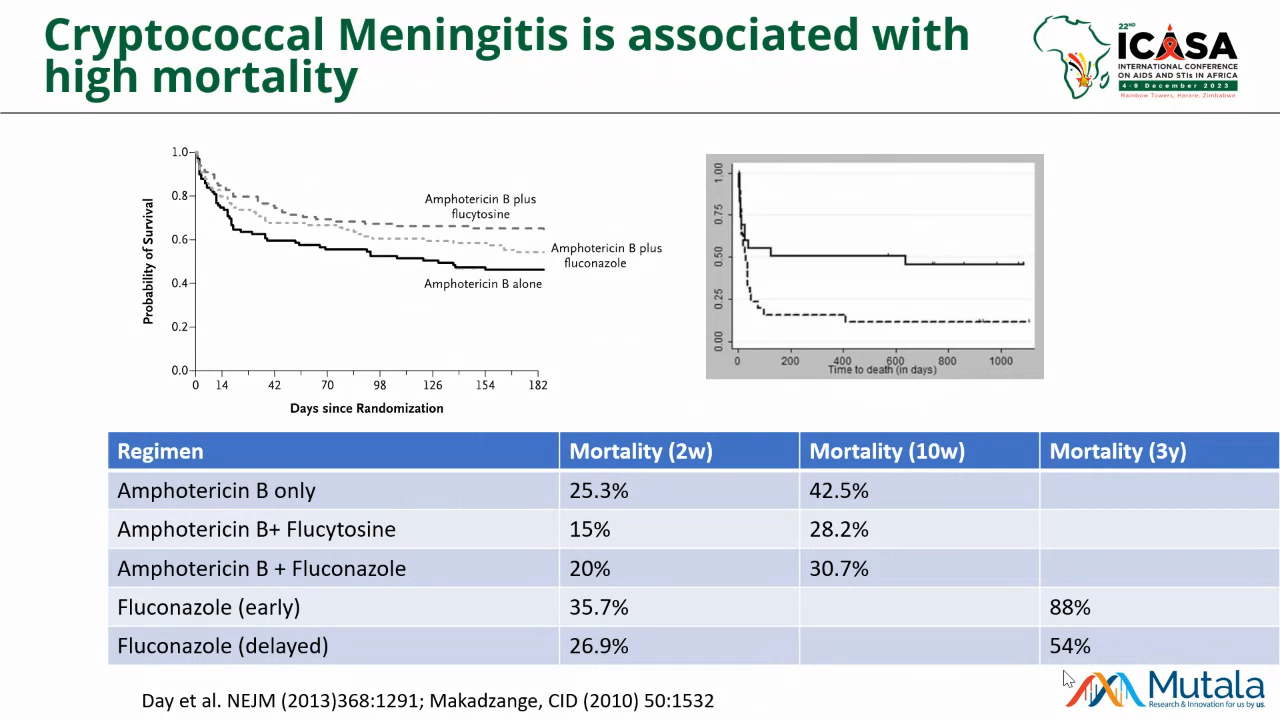 Cryptococcal Meningitis is associated with
high mortality
22ND
ICASA
INTERNATIONAL CONFERENCE
ON AIDS AND STIs IN AFRICA
4-9 December 2023
Rainbow Towers, Harare, Zimbabwe
Probability of Survival
1.0
0.8
0.6
0.4
0.2
0.0
Amphotericin B plus
flucytosine
Amphotericin B plus
fluconazole
Amphotericin B alone
0 14 42 70 98 126 154 182
Days since Randomization
1.00
0.75
0.50
0.25
0.00
0 200 400 600 800 1000
Time to death (in days)
Regimen Mortality (2w) Mortality (10w) Mortality (3y)
Amphotericin B only 25.3% 42.5%
Amphotericin B+ Flucytosine 15% 28.2%
Amphotericin B + Fluconazole 20% 30.7%
Fluconazole (early) 35.7% 88%
Fluconazole (delayed) 26.9% 54%
Day et al. NEJM (2013)368:1291; Makadzange, CID (2010) 50:1532
Mutala
Research & Innovation for us by us.